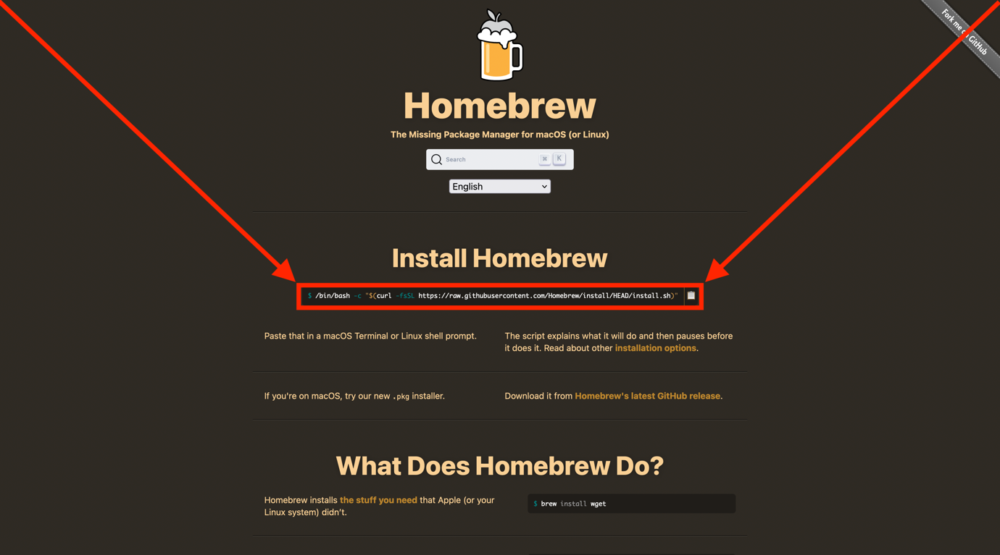 Fork me on GitHub
Homebrew
The Missing Package Manager for macOS (or Linux)
Search ⌘ K
English
Install Homebrew
$ /bin/bash -c "$(curl -fsSL https://raw.githubusercontent.com/Homebrew/install/HEAD/install.sh)"
Paste that in a macOS Terminal or Linux shell prompt.
The script explains what it will do and then pauses before
it does it. Read about other installation options.
If you're on macOS, try our new .pkg installer.
Download it from Homebrew's latest GitHub release.
What Does Homebrew Do?
Homebrew installs the stuff you need that Apple (or your
Linux system) didn’t.
$ brew install wget